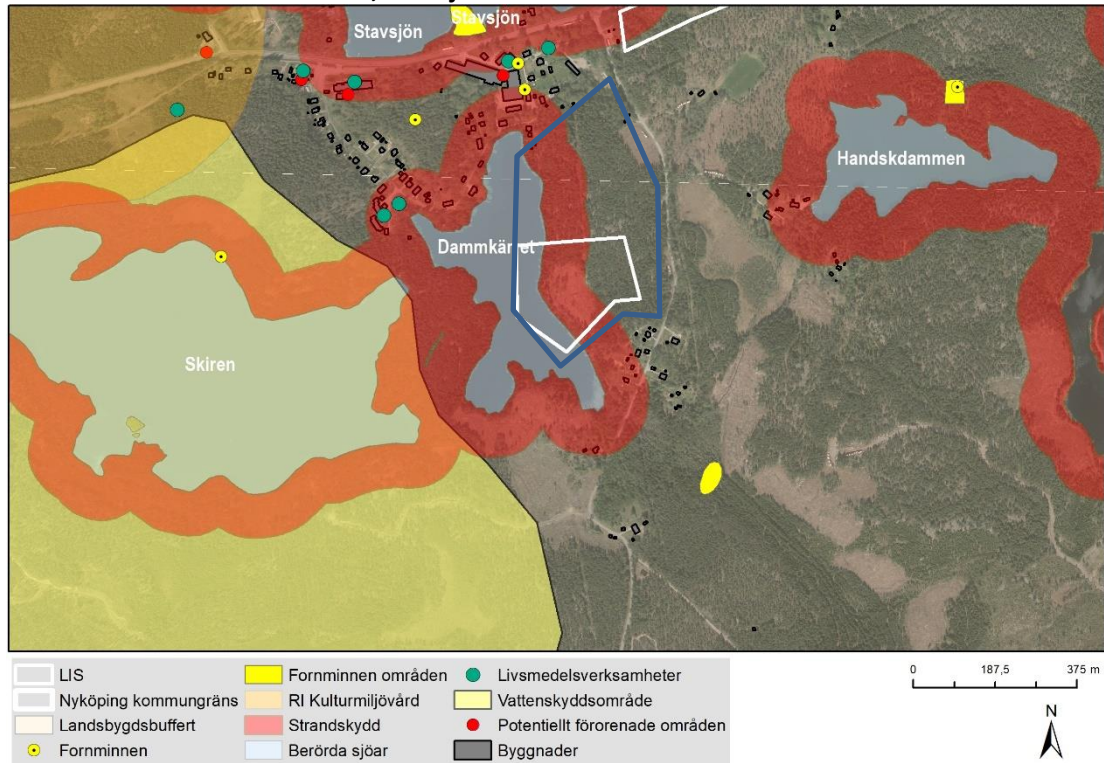 Stavsjön
Stavsjön
Handskdammen
Dammkärret
Skiren
LIS
Nyköping kommungräns
Landsbygdsbuffert
Fornminnen
Fornminnen områden
RI Kulturmiljövård
Strandskydd
Berörda sjöar
Livsmedelsverksamheter
Vattenskyddsområde
Potentiellt förorenade områden
Byggnader
0 187,5 375 m
N